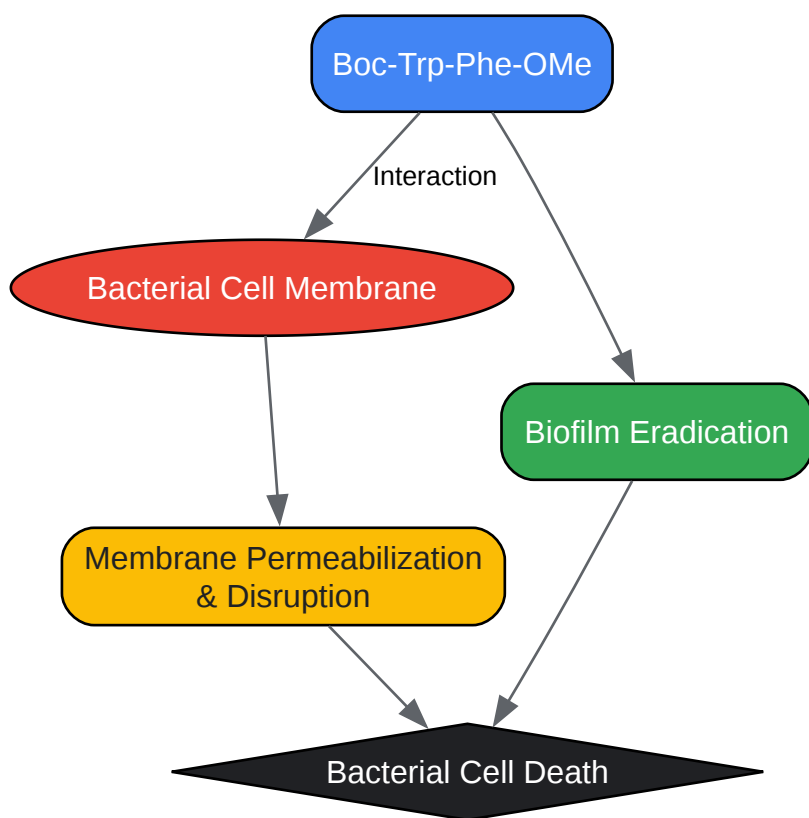 Boc-Trp-Phe-OMe
Interaction
Bacterial Cell Membrane
Biofilm Eradication
Membrane Permeabilization
& Disruption
Bacterial Cell Death